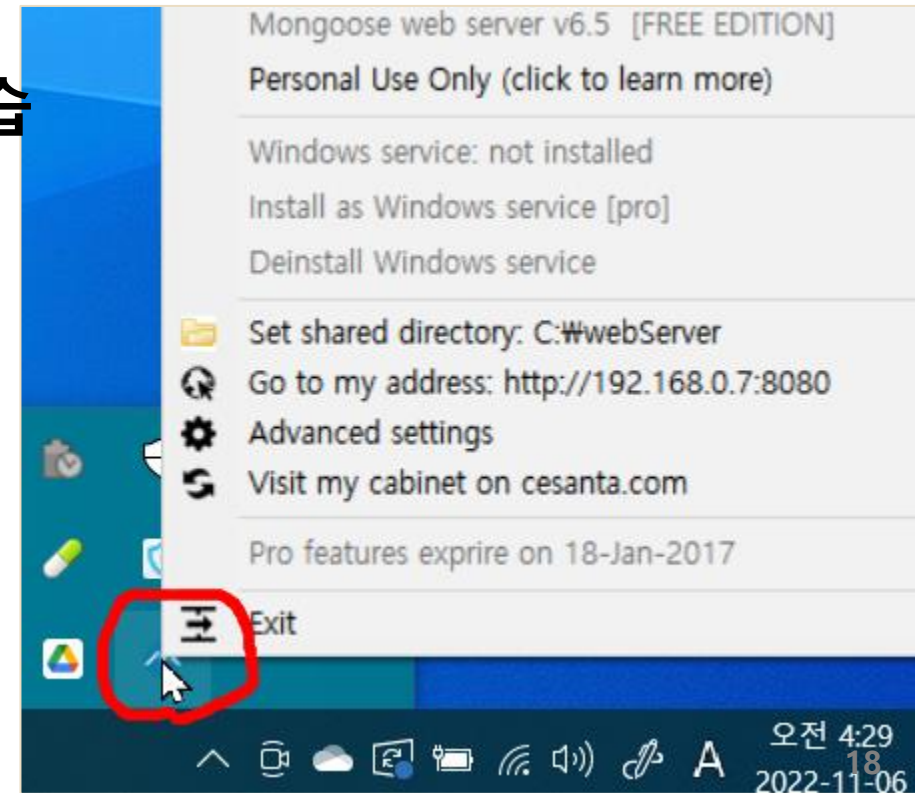 습
Mongoose web server v6.5 [FREE EDITION]
Personal Use Only (click to learn more)
Windows service: not installed
Install as Windows service [pro]
Deinstall Windows service
Set shared directory: C:₩webServer
Go to my address: http://192.168.0.7:8080
Advanced settings
Visit my cabinet on cesanta.com
Pro features exprire on 18-Jan-2017
Exit
A
오전 4:29
18
2022-11-06